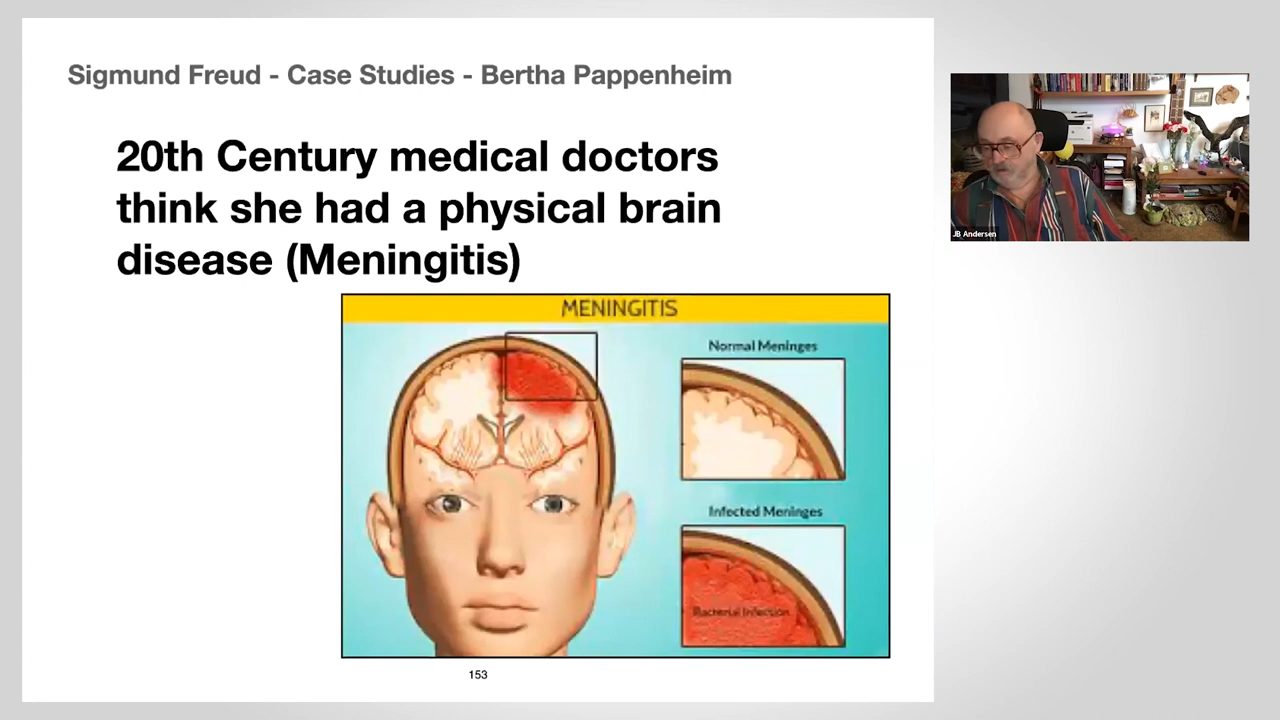 Sigmund Freud - Case Studies - Bertha Pappenheim
20th Century medical doctors
think she had a physical brain
disease (Meningitis)
MENINGITIS
Normal Meninges
Infected Meninges
Bacterial Infection
153
JB Andersen